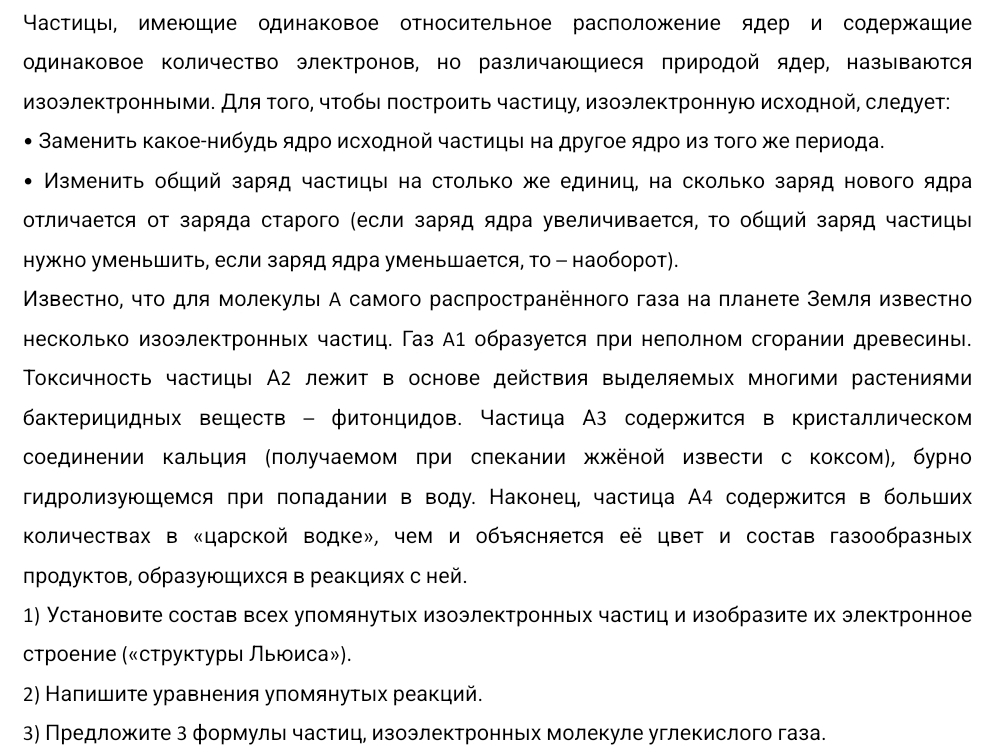 Частицы, имеющие одинаковое относительное расположение ядер и содержащие
одинаковое количество электронов, но различающиеся природой ядер, называются
изоэлектронными. Для того, чтобы построить частицу, изоэлектронную исходной, следует:
• Заменить какое-нибудь ядро исходной частицы на другое ядро из того же периода.
• Изменить общий заряд частицы на столько же единиц, на сколько заряд нового ядра
отличается от заряда старого (если заряд ядра увеличивается, то общий заряд частицы
нужно уменьшить, если заряд ядра уменьшается, то – наоборот).
Известно, что для молекулы А самого распространённого газа на планете Земля известно
несколько изоэлектронных частиц. Газ А1 образуется при неполном сгорании древесины.
Токсичность частицы А2 лежит в основе действия выделяемых многими растениями
бактерицидных веществ – фитонцидов. Частица А3 содержится в кристаллическом
соединении кальция (получаемом при спекании жжёной извести с коксом), бурно
гидролизующемся при попадании в воду. Наконец, частица А4 содержится в больших
количествах в «царской водке», чем и объясняется её цвет и состав газообразных
продуктов, образующихся в реакциях с ней.
1) Установите состав всех упомянутых изоэлектронных частиц и изобразите их электронное
строение («структуры Льюиса»).
2) Напишите уравнения упомянутых реакций.
3) Предложите 3 формулы частиц, изоэлектронных молекуле углекислого газа.